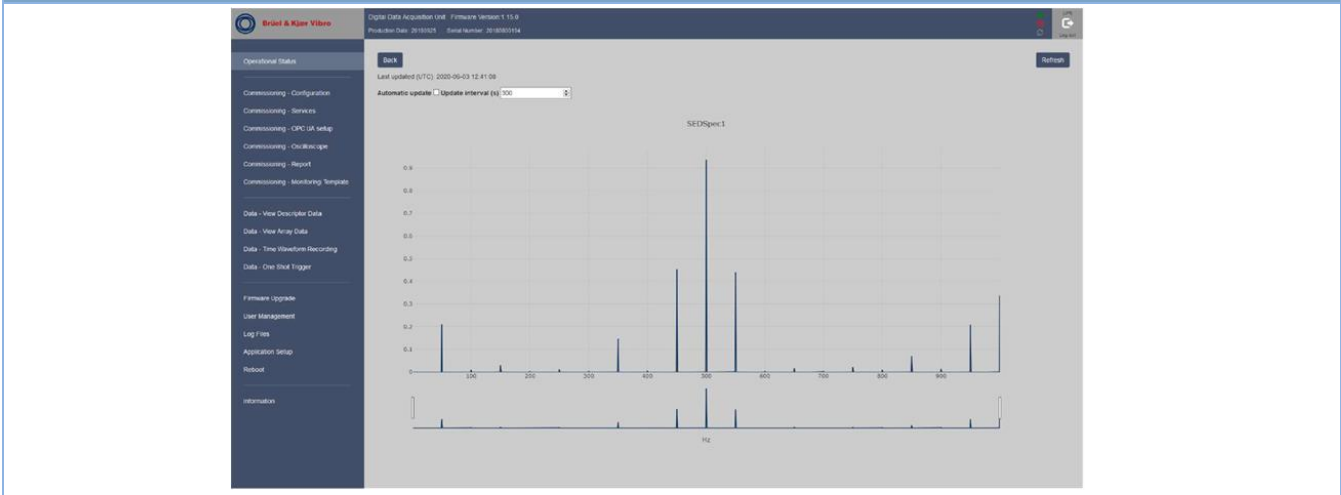 Brüel & Kjær Vibro
Digital Data Acquisition Unit Firmware Version:1.15.0
Production Date: 20180925 Serial Number: 20180800134
Log out
Operational Status
Back
Refresh
Last updated (UTC) 2020-06-03 12:41:08
Automatic update Update interval (s) 300
Commissioning - Configuration
Commissioning - Services
Commissioning - OPC UA setup
Commissioning - Oscilloscope
Commissioning - Report
Commissioning - Monitoring Template
Data - View Descriptor Data
Data - View Array Data
Data - Time Waveform Recording
Data - One Shot Trigger
Firmware Upgrade
User Management
Log Files
Application Setup
Reboot
Information
SEDSpec1
0.9
0.8
0.7
0.6
0.5
0.4
0.3
0.2
0.1
0
100 200 300 400 500 600 700 800 900
Hz